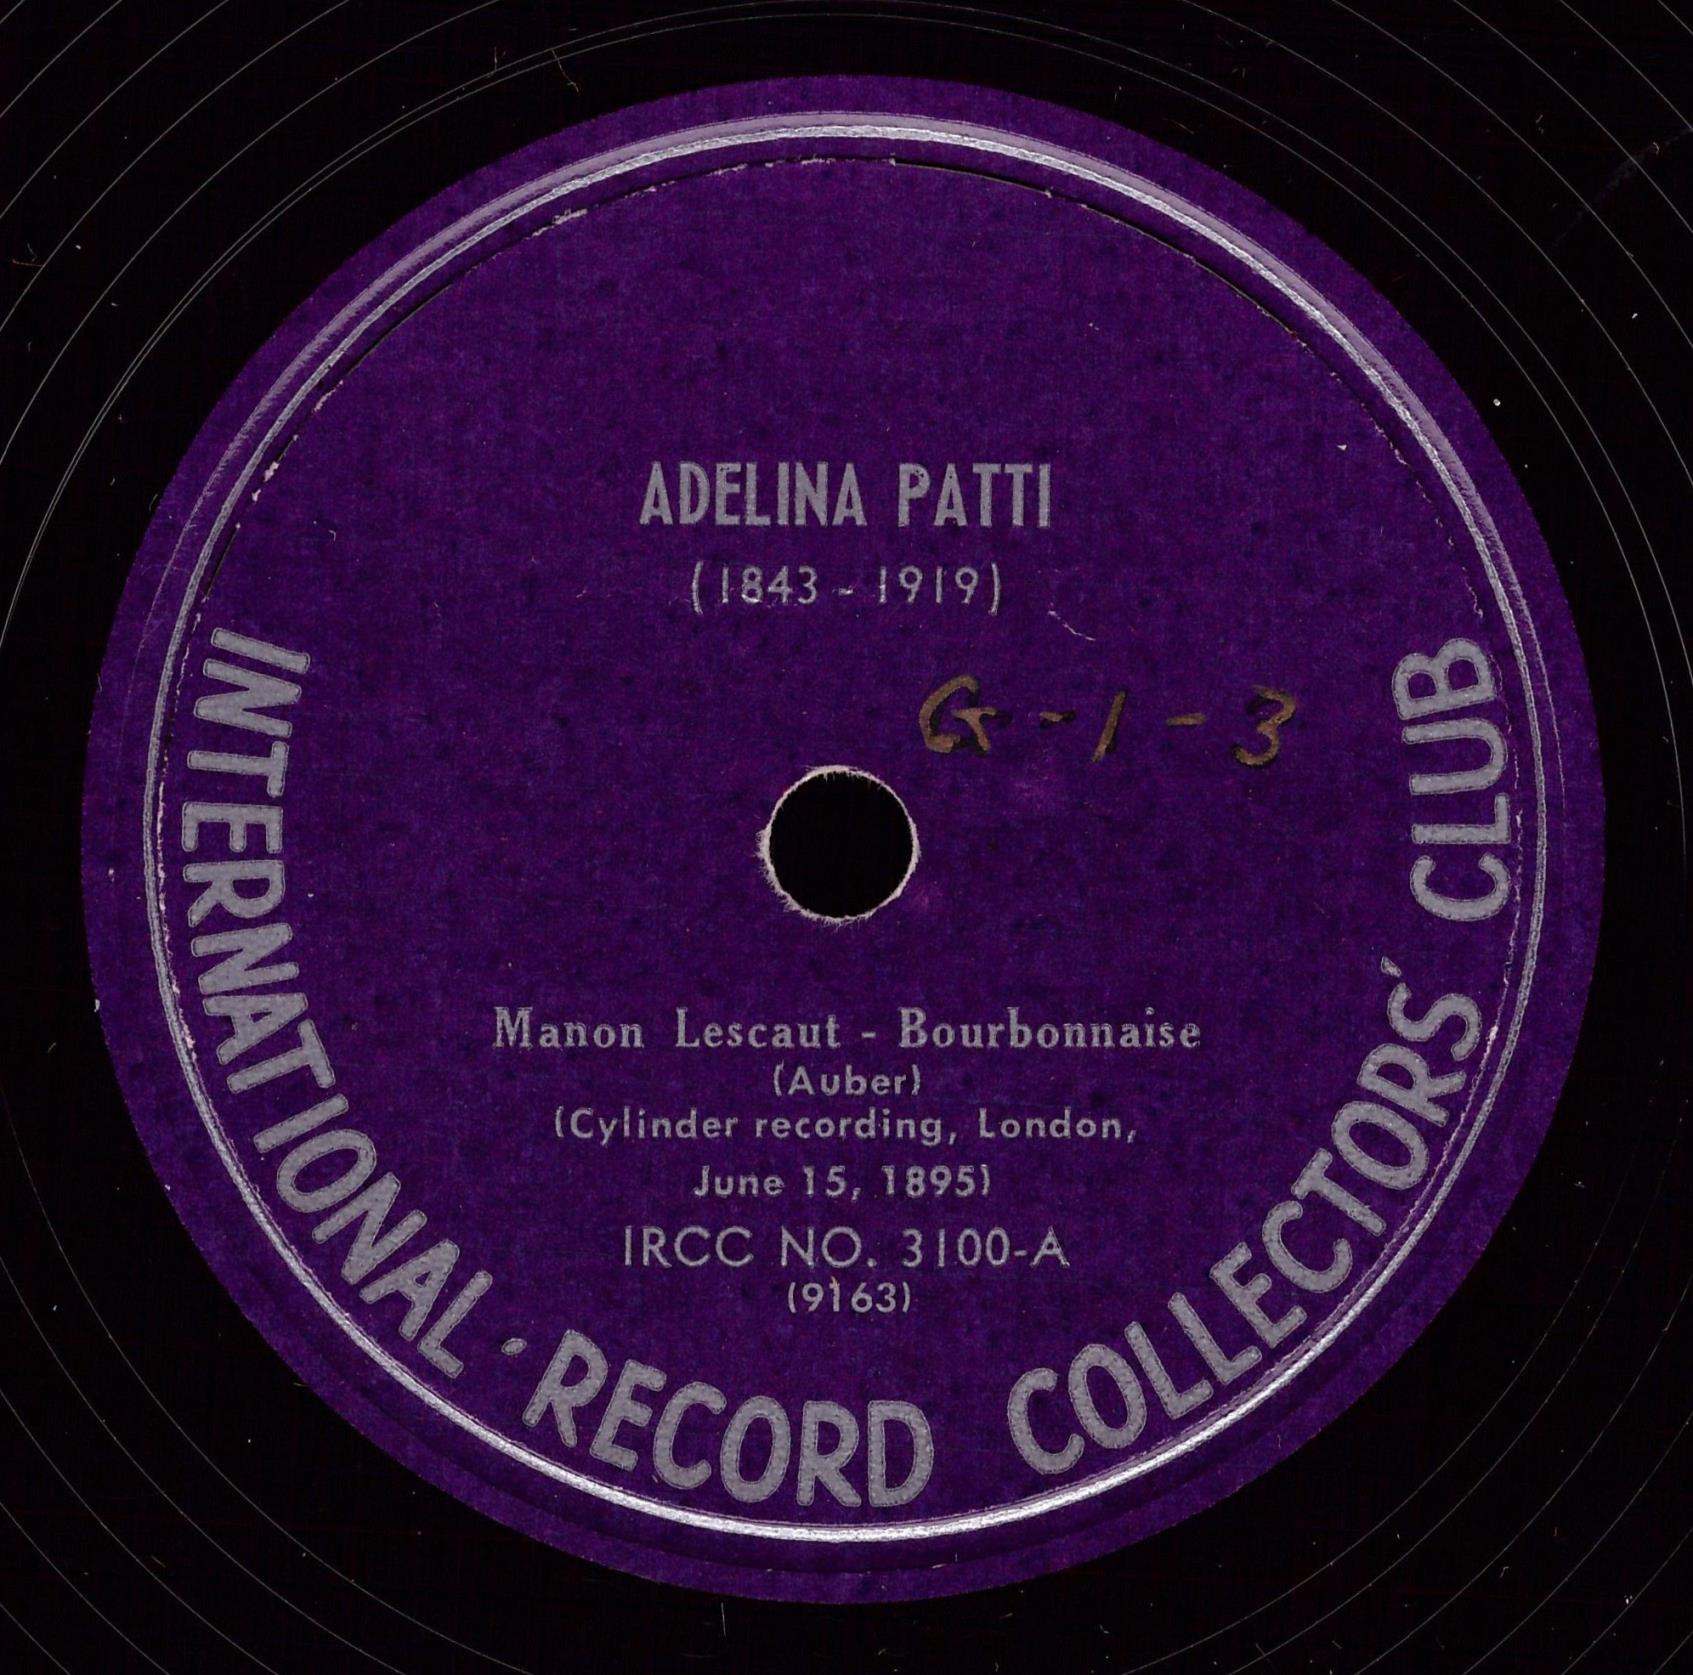 ADELINA PATTI
(1843 - 1919)
G-1-3
Manon Lescaut - Bourbonnaise
(Auber)
(Cylinder recording, London,
June 15, 1895)
IRCC NO. 3100-A
(9163)
INTERNATIONAL · RECORD COLLECTORS' CLUB